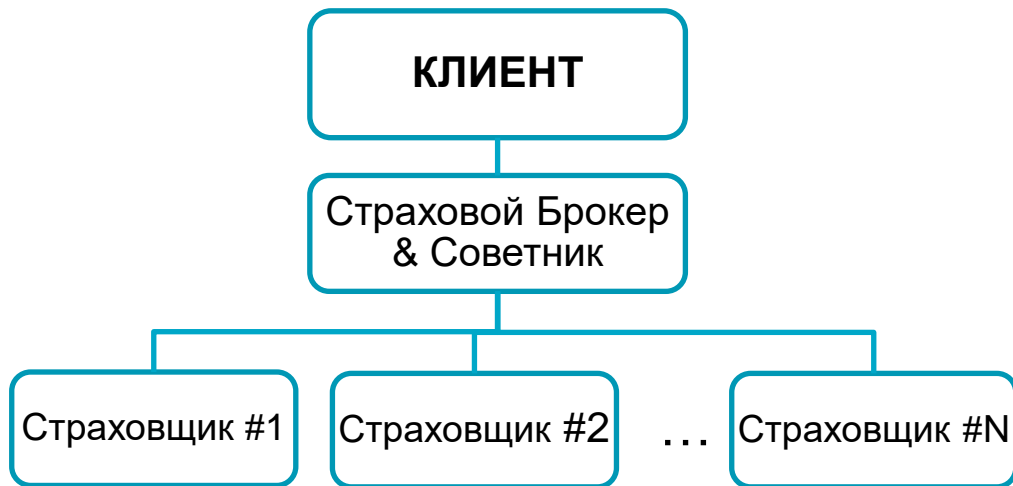 КЛИЕНТ
Страховой Брокер
& Советник
Страховщик #1
Страховщик #2
...
Страховщик #N